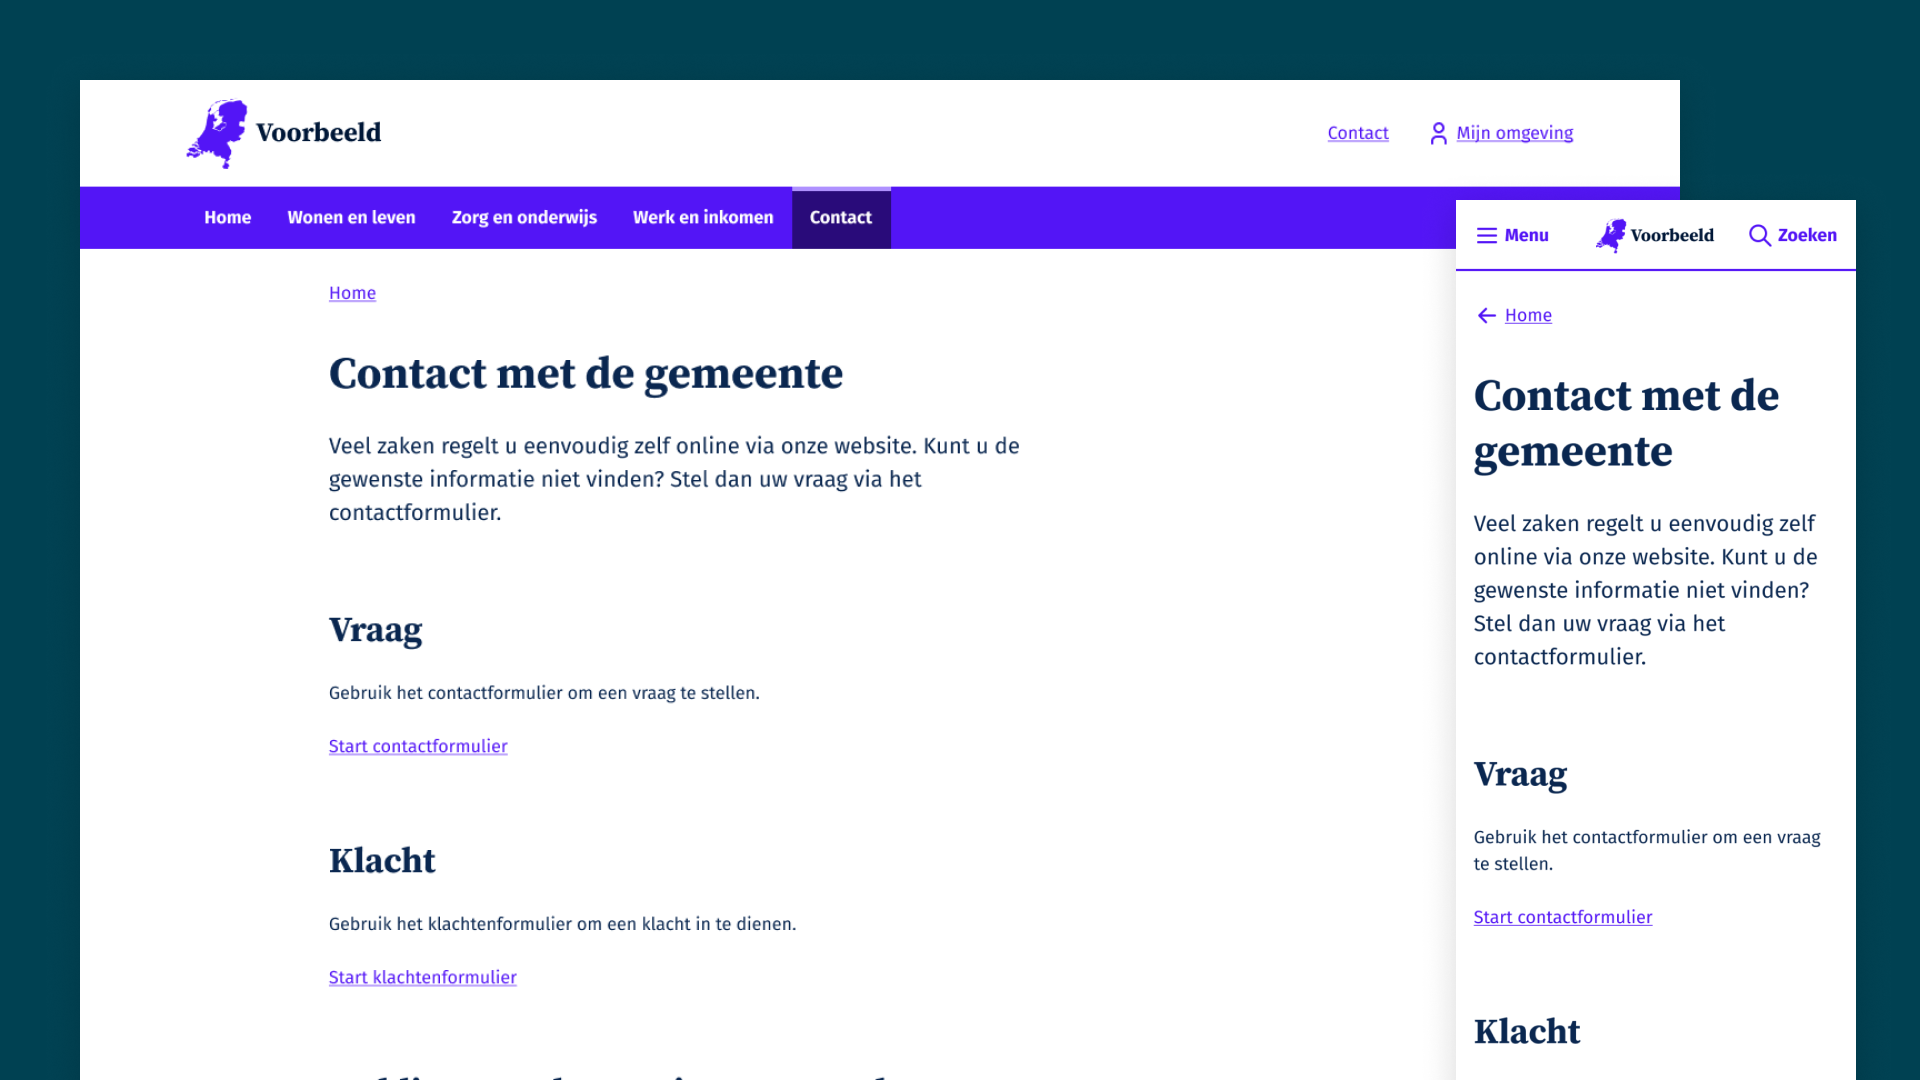 Voorbeeld
Contact
Mijn omgeving
Home
Wonen en leven
Zorg en onderwijs
Werk en inkomen
Contact
Home
Contact met de gemeente
Veel zaken regelt u eenvoudig zelf online via onze website. Kunt u de
gewenste informatie niet vinden? Stel dan uw vraag via het
contactformulier.
Vraag
Gebruik het contactformulier om een vraag te stellen.
Start contactformulier
Klacht
Gebruik het klachtenformulier om een klacht in te dienen.
Start klachtenformulier
Menu
Voorbeeld
Zoeken
Home
Contact met de
gemeente
Veel zaken regelt u eenvoudig zelf
online via onze website. Kunt u de
gewenste informatie niet vinden?
Stel dan uw vraag via het
contactformulier.
Vraag
Gebruik het contactformulier om een vraag
te stellen.
Start contactformulier
Klacht